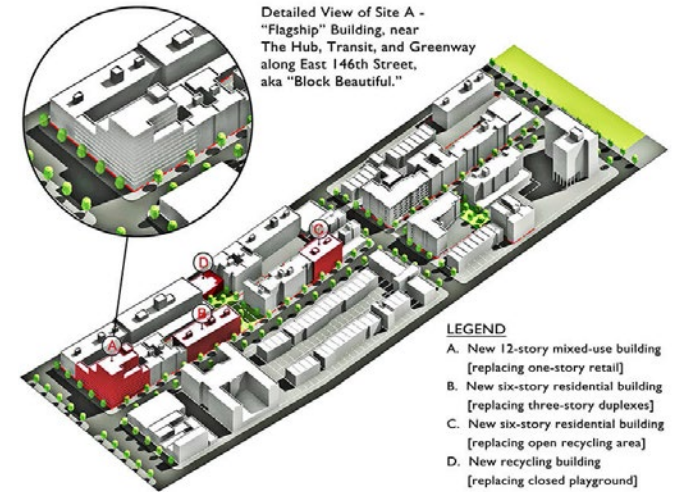 Detailed View of Site A -
“Flagship” Building, near
The Hub, Transit, and Greenway
along East 146th Street,
aka “Block Beautiful.”
C
D
B
A
LEGEND
A. New 12-story mixed-use building
[replacing one-story retail]
B. New six-story residential building
[replacing three-story duplexes]
C. New six-story residential building
[replacing open recycling area]
D. New recycling building
[replacing closed playground]